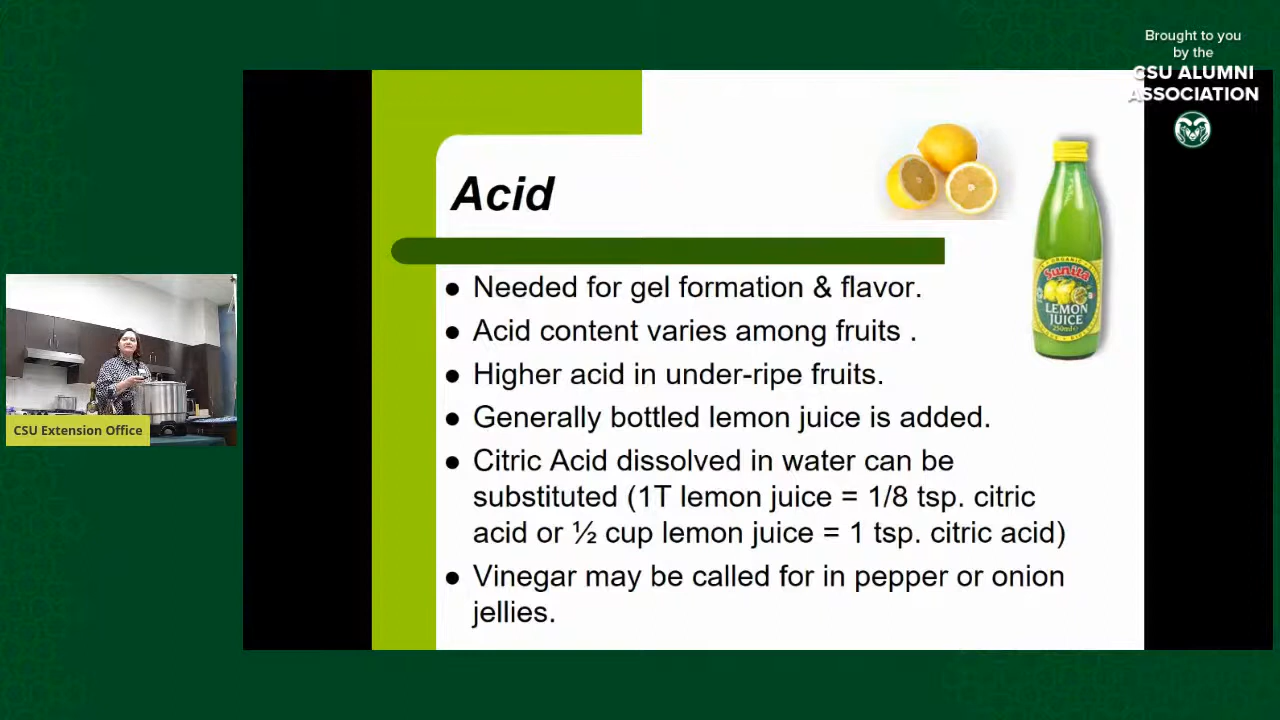 Brought to you
by the
CSU ALUMNI
ASSOCIATION
Acid
Sunita
LEMON
JUICE
250ml
● Needed for gel formation & flavor.
● Acid content varies among fruits .
● Higher acid in under-ripe fruits.
● Generally bottled lemon juice is added.
● Citric Acid dissolved in water can be
substituted (1T lemon juice = 1/8 tsp. citric
acid or ½ cup lemon juice = 1 tsp. citric acid)
● Vinegar may be called for in pepper or onion
jellies.
CSU Extension Office